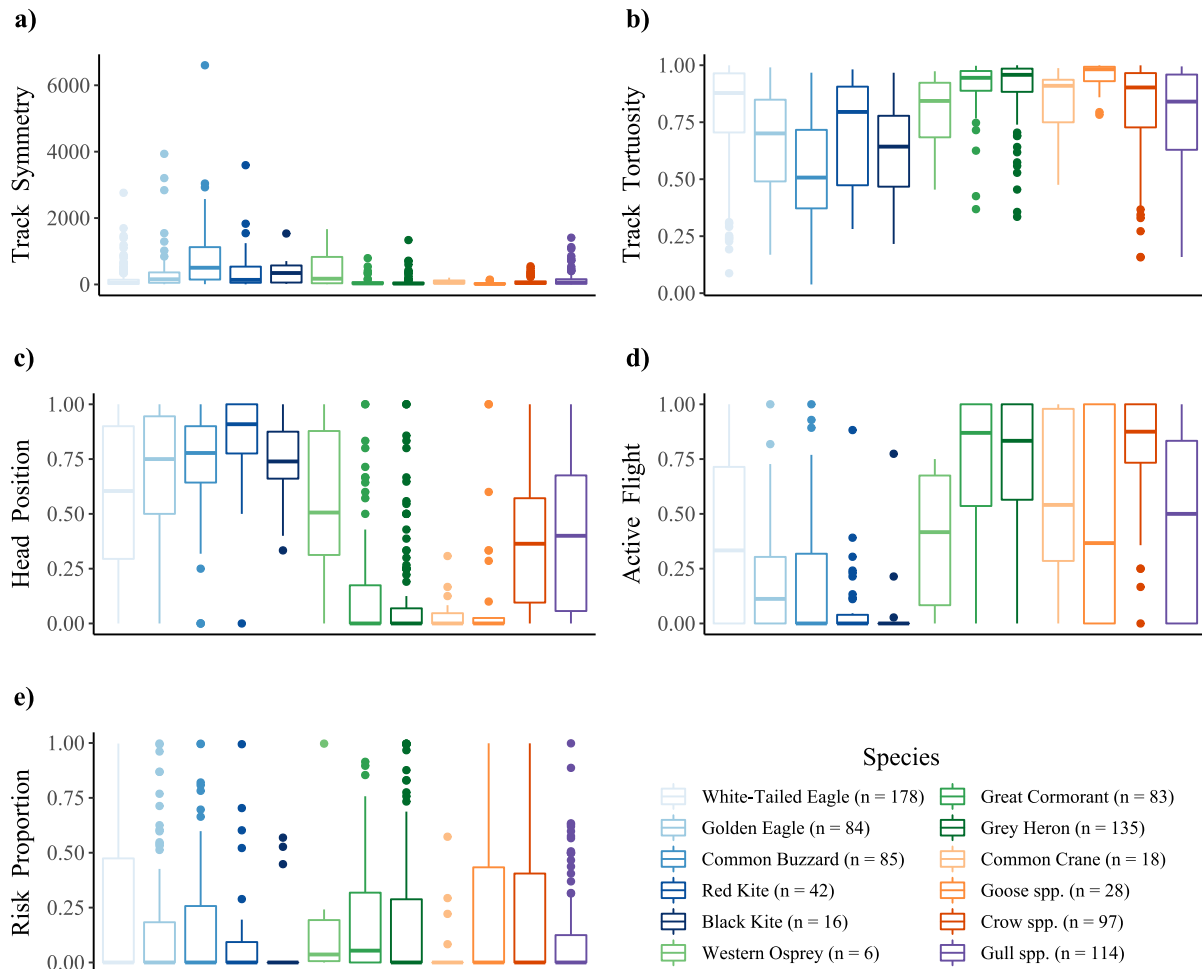 a)
Track Symmetry
6000
4000
2000
0
b)
Track Tortuosity
1.00
0.75
0.50
0.25
0.00
c)
Head Position
1.00
0.75
0.50
0.25
0.00
d)
Active Flight
1.00
0.75
0.50
0.25
0.00
e)
Risk Proportion
1.00
0.75
0.50
0.25
0.00
Species
White-Tailed Eagle (n = 178)
Golden Eagle (n = 84)
Common Buzzard (n = 85)
Red Kite (n = 42)
Black Kite (n = 16)
Western Osprey (n = 6)
Great Cormorant (n = 83)
Grey Heron (n = 135)
Common Crane (n = 18)
Goose spp. (n = 28)
Crow spp. (n = 97)
Gull spp. (n = 114)